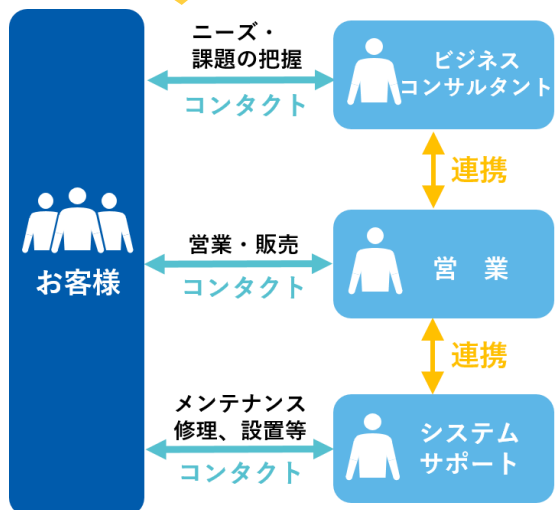 ニーズ・
課題の把握
コンタクト
ビジネス
コンサルタント
連携
お客様
営業・販売
コンタクト
営　業
連携
メンテナンス
修理、設置等
コンタクト
システム
サポート